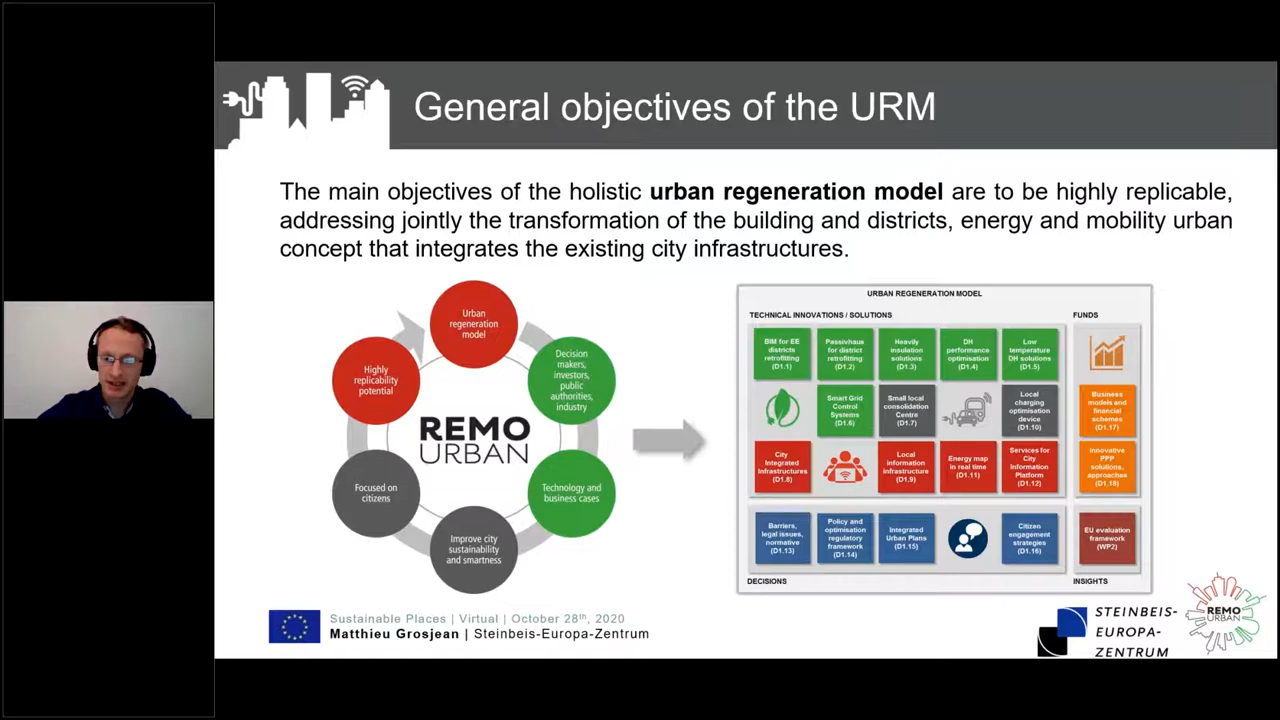 General objectives of the URM
The main objectives of the holistic urban regeneration model are to be highly replicable,
addressing jointly the transformation of the building and districts, energy and mobility urban
concept that integrates the existing city infrastructures.
Urban
regeneration
model
Decision
makers,
investors,
public
authorities,
industry
Technology and
business cases
Improve city
sustainability
and smartness
Focused on
citizens
Highly
replicability
potential
REMO
URBAN
URBAN REGENERATION MODEL
TECHNICAL INNOVATIONS / SOLUTIONS
FUNDS
BIM for EE
districts
retrofitting
(D1.1)
Passivhaus
for district
retrofitting
(D1.2)
Heavily
insulation
solutions
(D1.3)
DH
performance
optimisation
(D1.4)
Low
temperature
DH solutions
(D1.5)
Smart Grid
Control
Systems
(D1.6)
Small local
consolidation
Centre
(D1.7)
Local
charging
optimisation
device
(D1.10)
Business
models and
financial
schemes
(D1.17)
City
Integrated
Infrastructures
(D1.8)
Local
information
infrastructure
(D1.9)
Energy map
in real time
(D1.11)
Services for
City
Information
Platform
(D1.12)
Innovative
PPP
solutions,
approaches
(D1.18)
Barriers,
legal issues,
normative
(D1.13)
Policy and
optimisation
regulatory
framework
(D1.14)
Integrated
Urban Plans
(D1.15)
Citizen
engagement
strategies
(D1.16)
EU evaluation
framework
(WP2)
DECISIONS
INSIGHTS
Sustainable Places | Virtual | October 28th, 2020
Matthieu Grosjean | Steinbeis-Europa-Zentrum
STEINBEIS-
EUROPA-
ZENTRUM
REMO
URBAN